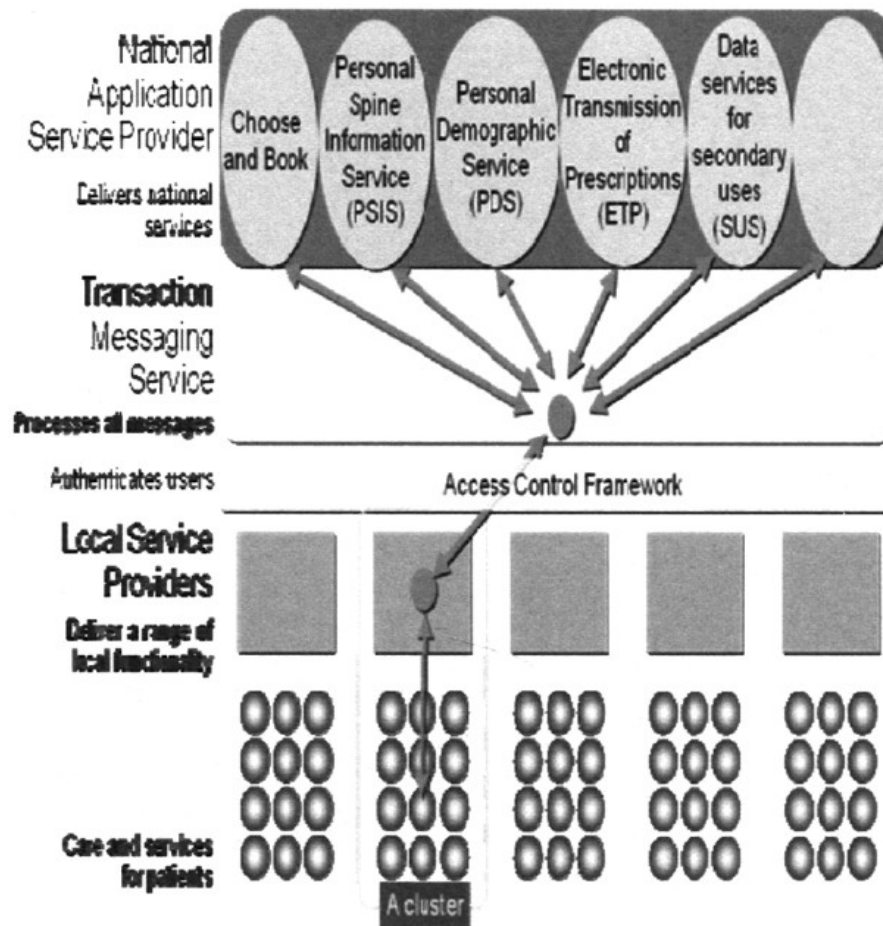 National
Application
Service Provider
Delivers national
services
Choose
and Book
Personal
Spine
Information
Service
(PSIS)
Personal
Demographic
Service
(PDS)
Electronic
Transmission
of
Prescriptions
(ETP)
Data
services
for
secondary
uses
(SUS)
Transaction
Messaging
Service
Processes all messages
Authenticates users
Access Control Framework
Local Service
Providers
Deliver a range of
local functionality
Care and services
for patients
A cluster